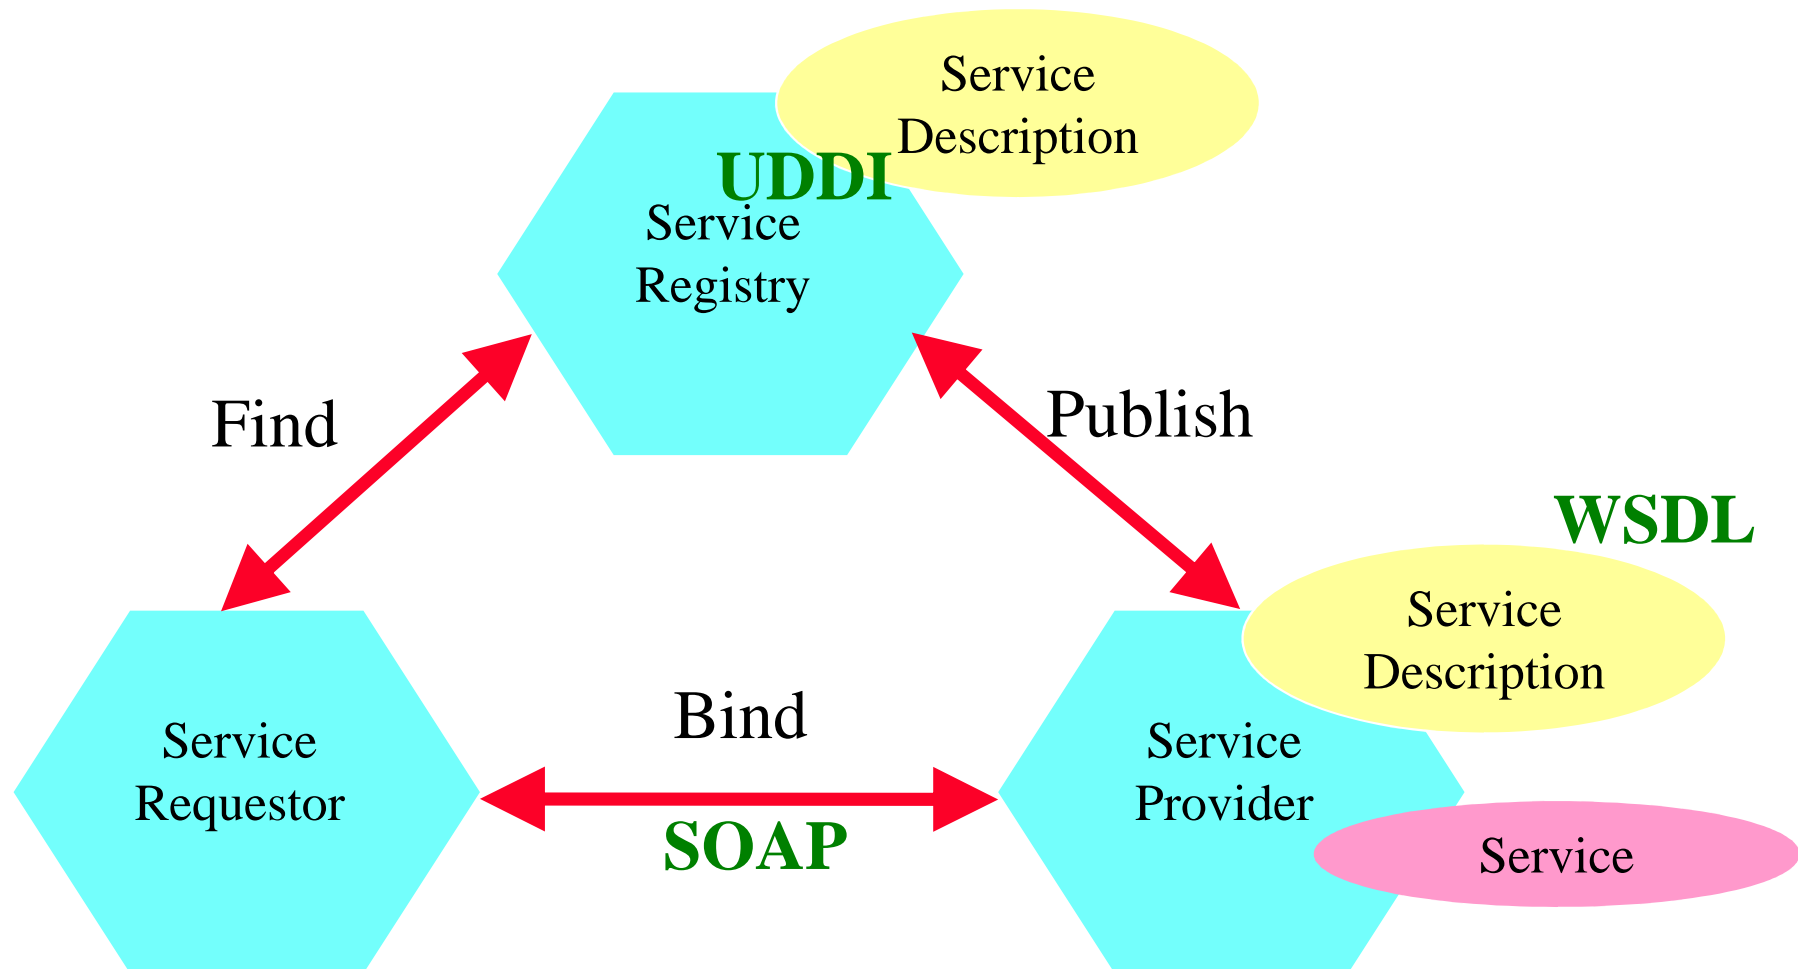 Service
Description
UDDI
Service
Registry
Find
Publish
WSDL
Service
Description
Bind
Service
Requestor
Service
Provider
SOAP
Service